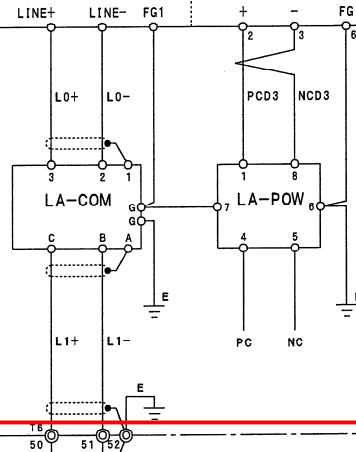 LINE+ LINE- FG1 + - FG
2 3 6
L0+ L0- PCD3 NCD3
3 2 1 1 8
LA-COM LA-POW
G 7 6
G
C B A 4 5
E
L1+ L1- PC NC
E
T6
50 51 52